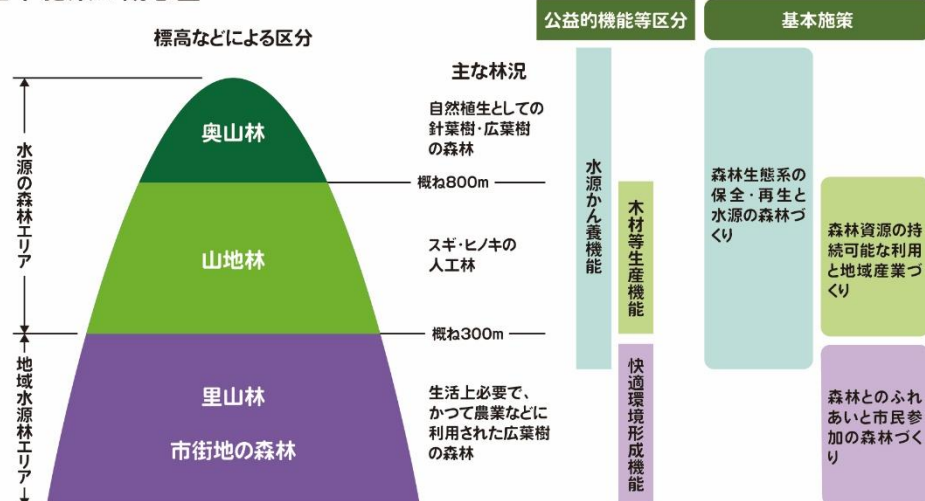 標高などによる区分
公益的機能等区分
基本施策
主な林況
水源の森林エリア
地域水源林エリア
奥山林
自然植生としての
針葉樹・広葉樹
の森林
概ね800m
山地林
スギ・ヒノキの
人工林
概ね300m
里山林
市街地の森林
生活上必要で、
かつて農業などに
利用された広葉樹
の森林
水源かん養機能
木材等生産機能
快適環境形成機能
森林生態系の
保全・再生と
水源の森林づ
くり
森林資源の持
続可能な利用
と地域産業づ
くり
森林とのふれ
あいと市民参
加の森林づく
り